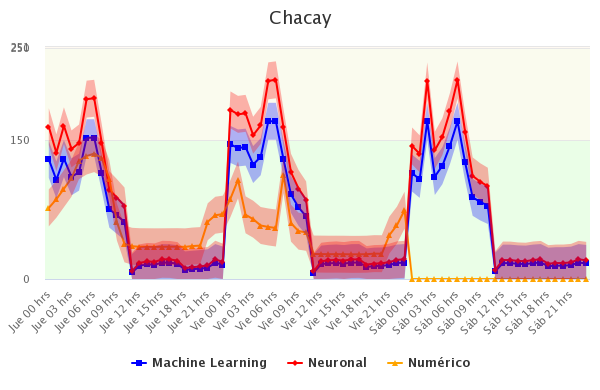 Chacay
250
150
0
Jue 00 hrs
Jue 03 hrs
Jue 06 hrs
Jue 09 hrs
Jue 12 hrs
Jue 15 hrs
Jue 18 hrs
Jue 21 hrs
Vie 00 hrs
Vie 03 hrs
Vie 06 hrs
Vie 09 hrs
Vie 12 hrs
Vie 15 hrs
Vie 18 hrs
Vie 21 hrs
Sáb 00 hrs
Sáb 03 hrs
Sáb 06 hrs
Sáb 09 hrs
Sáb 12 hrs
Sáb 15 hrs
Sáb 18 hrs
Sáb 21 hrs
Machine Learning Neuronal Numérico